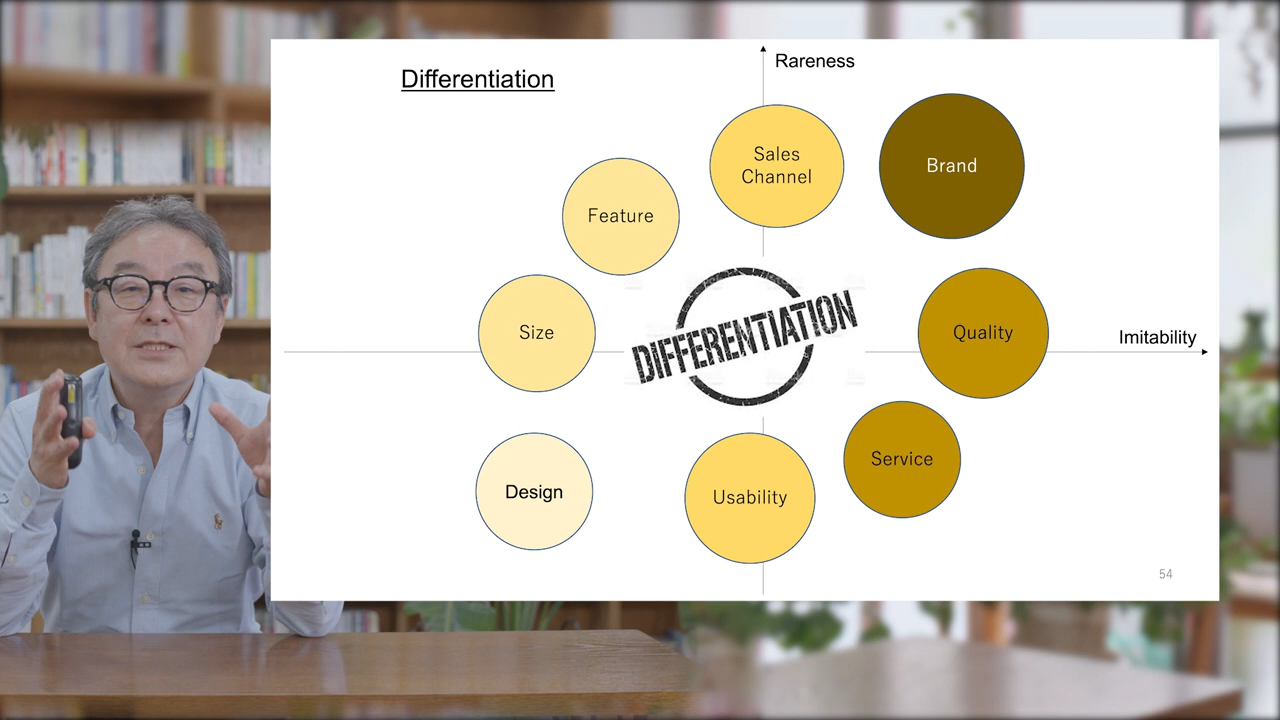 Differentiation
Rareness
Sales
Channel
Brand
Feature
Size
DIFFERENTIATION
Quality
Imitability
Service
Design
Usability
54